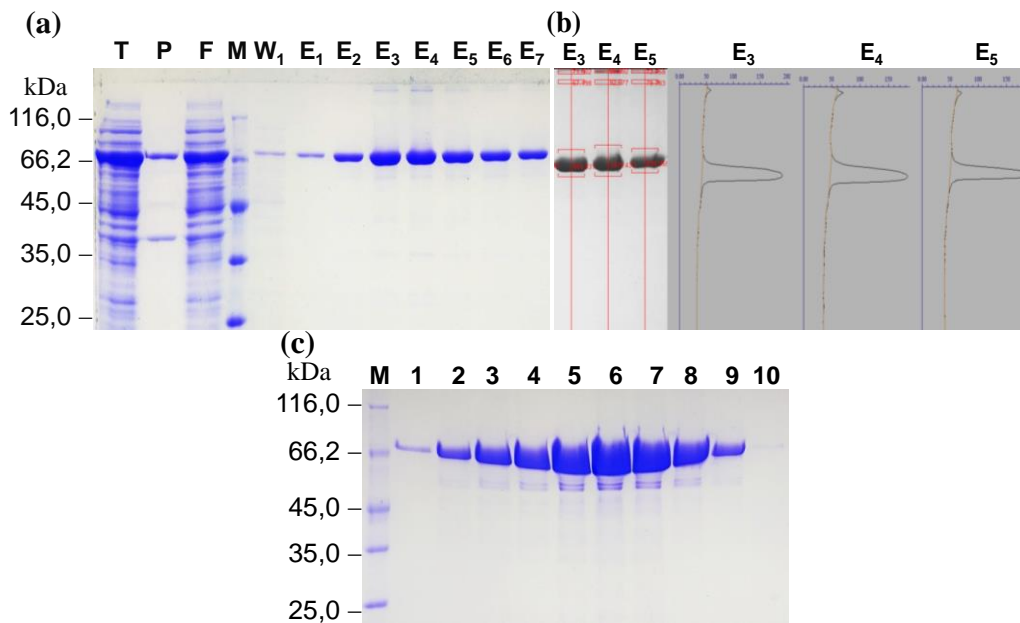 (a)
T P F M W₁ E₁ E₂ E₃ E₄ E₅ E₆ E₇
kDa
116,0 –
66,2 –
45,0 –
35,0 –
25,0 –
(b)
E₃ E₄ E₅ E₃ E₄ E₅
(c)
kDa
M 1 2 3 4 5 6 7 8 9 10
116,0 –
66,2 –
45,0 –
35,0 –
25,0 –